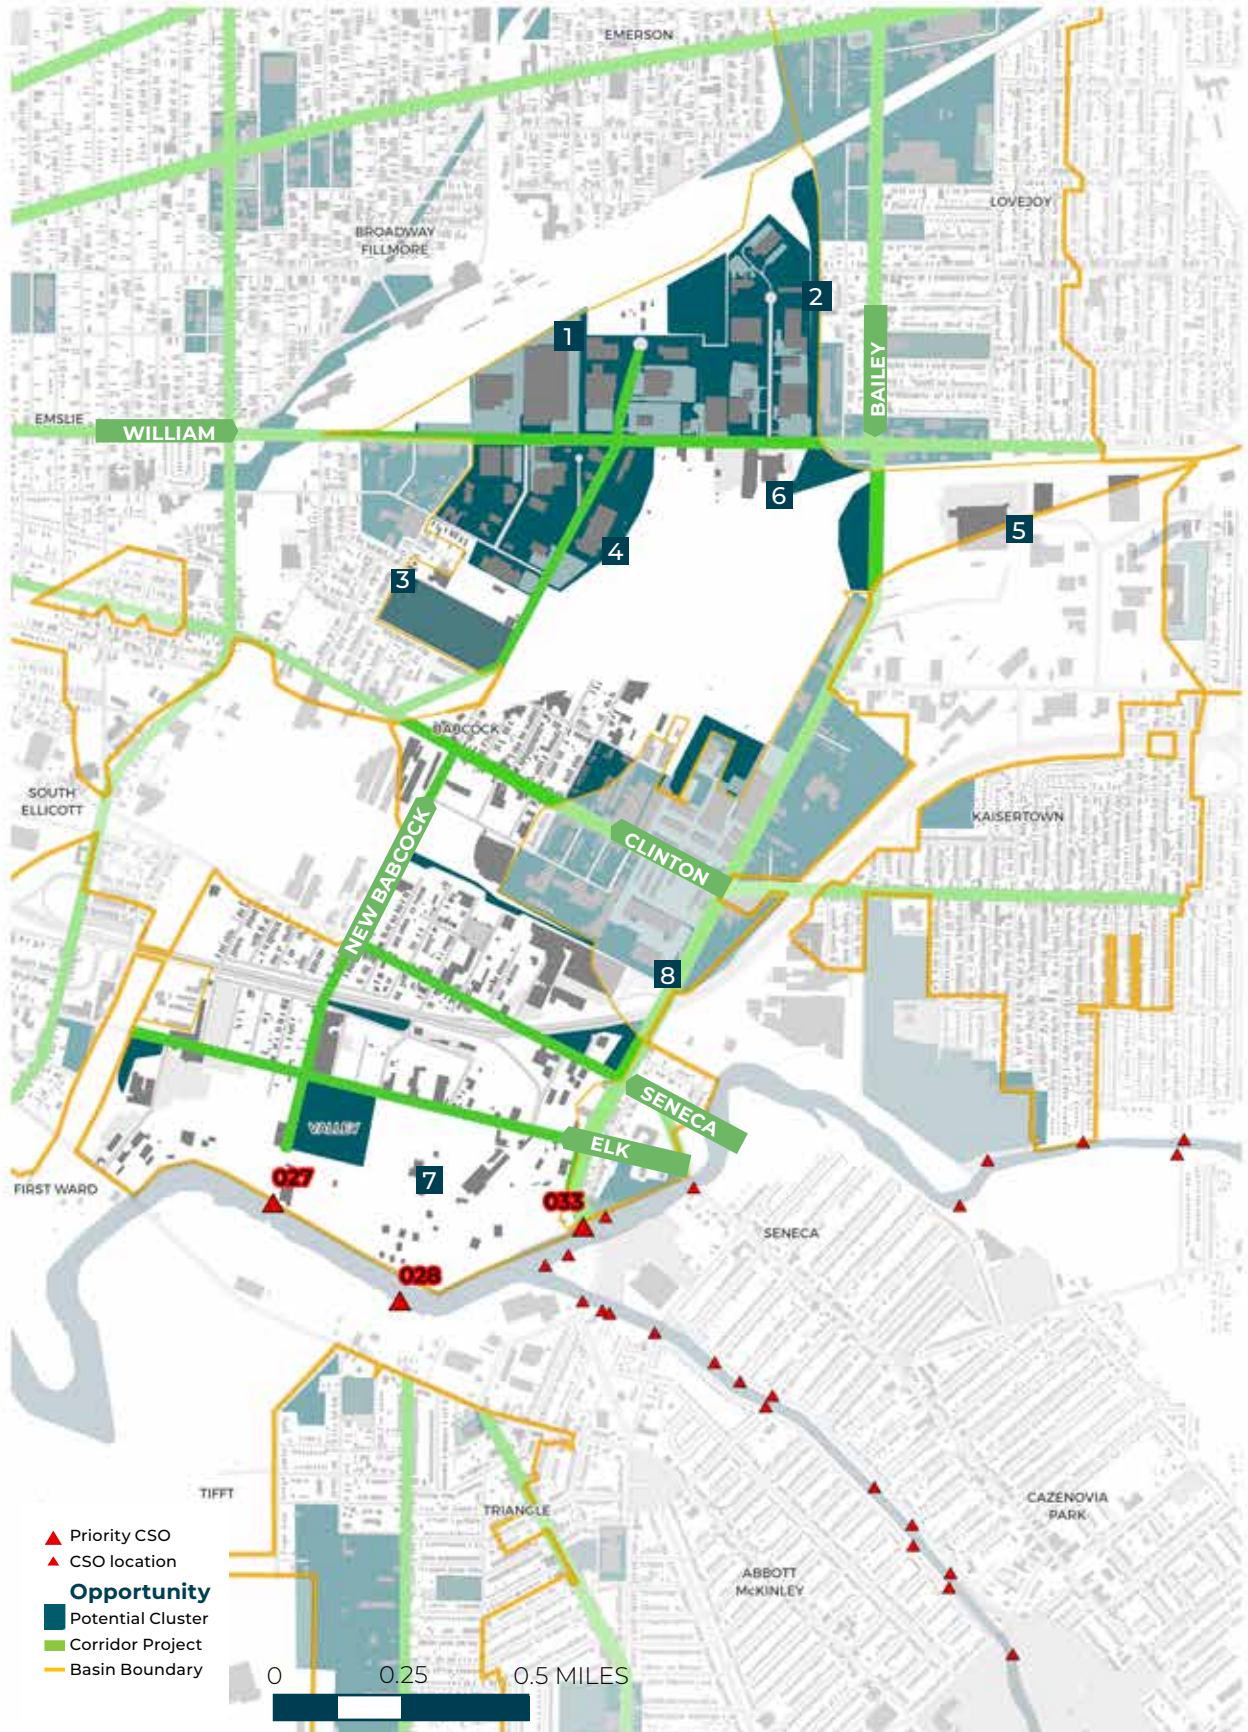 EMERSON
LOVEJOY
BROADWAY
FILLMORE
2
1
BAILEY
EMSLIE
WILLIAM
6
5
4
3
BABCOCK
SOUTH
ELLICOTT
KAISERTOWN
CLINTON
NEW BABCOCK
8
SENECA
VALLEY
ELK
7
027
033
FIRST WARD
SENECA
028
TIFFT
TRIANGLE
CAZENOVIA
PARK
ABBOTT
McKINLEY
Priority CSO
CSO location
Opportunity
Potential Cluster
Corridor Project
Basin Boundary
0 0.25 0.5 MILES